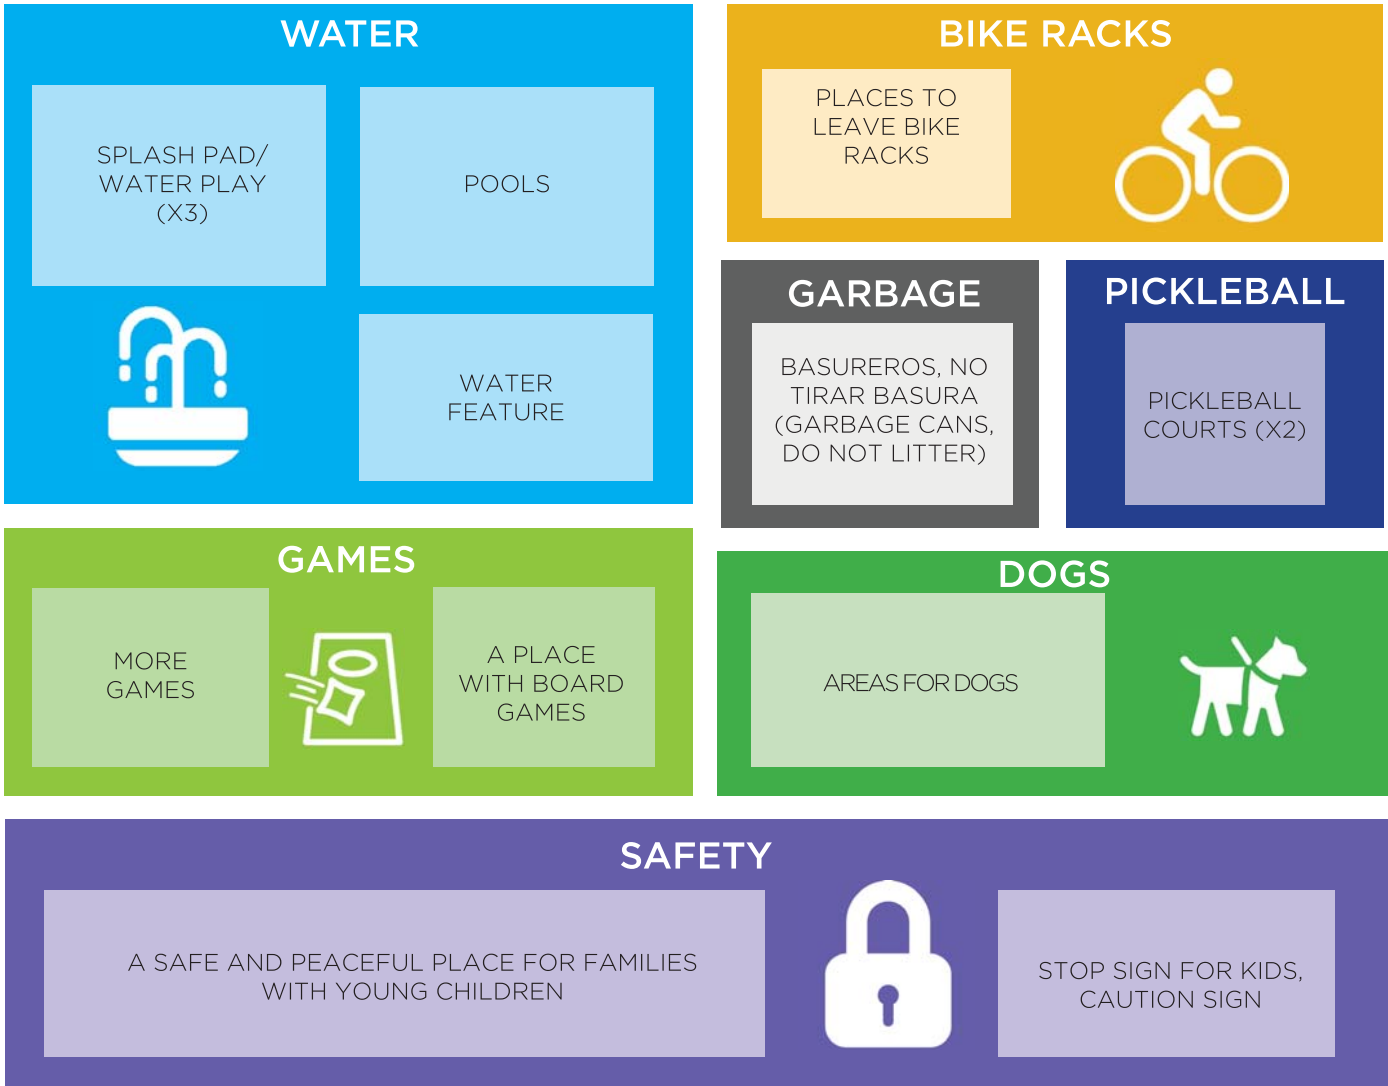 WATER
SPLASH PAD/
WATER PLAY
(X3)
POOLS
WATER
FEATURE
BIKE RACKS
PLACES TO
LEAVE BIKE
RACKS
GARBAGE
BASUREROS, NO
TIRAR BASURA
(GARBAGE CANS,
DO NOT LITTER)
PICKLEBALL
PICKLEBALL
COURTS (X2)
GAMES
MORE
GAMES
A PLACE
WITH BOARD
GAMES
DOGS
AREAS FOR DOGS
SAFETY
A SAFE AND PEACEFUL PLACE FOR FAMILIES
WITH YOUNG CHILDREN
STOP SIGN FOR KIDS,
CAUTION SIGN